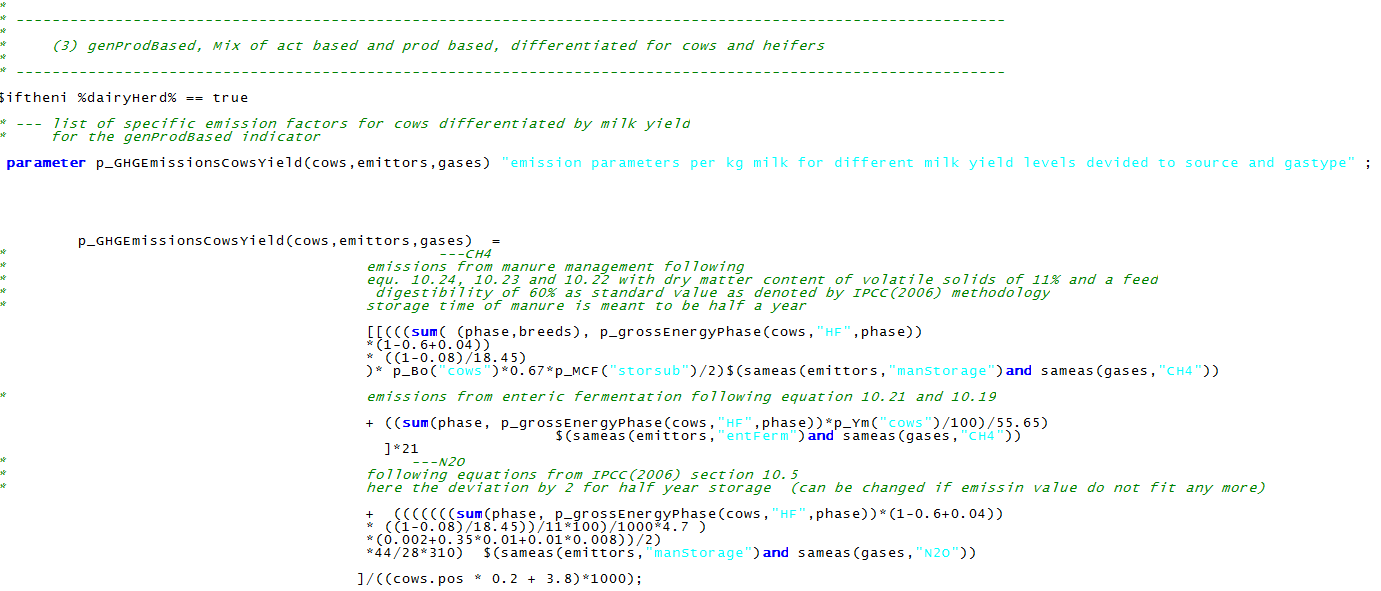 *
* --------------------------------------------------------------------------------------------------------------
*
*     (3) genProdBased, Mix of act based and prod based, differentiated for cows and heifers
*
* --------------------------------------------------------------------------------------------------------------
$iftheni %dairyHerd% == true
* --- list of specific emission factors for cows differentiated by milk yield
*     for the genProdBased indicator
parameter p_GHGEmissionsCowsYield(cows,emittors,gases) "emission parameters per kg milk for different milk yield levels devided to source and gastype" ;
p_GHGEmissionsCowsYield(cows,emittors,gases)  =
* ---CH4
* emissions from manure management following
* equ. 10.24, 10.23 and 10.22 with dry matter content of volatile solids of 11% and a feed
* digestibility of 60% as standard value as denoted by IPCC(2006) methodology
* storage time of manure is meant to be half a year
[[(((sum( (phase,breeds), p_grossEnergyPhase(cows,"HF",phase))
*(1-0.6+0.04))
* ((1-0.08)/18.45)
)* p_Bo("cows")*0.67*p_MCF("storsub")/2)$(sameas(emittors,"manStorage")and sameas(gases,"CH4"))
* emissions from enteric fermentation following equation 10.21 and 10.19
+ ((sum(phase, p_grossEnergyPhase(cows,"HF",phase))*p_Ym("cows")/100)/55.65)
$(sameas(emittors,"entFerm")and sameas(gases,"CH4"))
]*21
* ---N2O
* following equations from IPCC(2006) section 10.5
* here the deviation by 2 for half year storage  (can be changed if emissin value do not fit any more)
+  (((((((sum(phase, p_grossEnergyPhase(cows,"HF",phase))*(1-0.6+0.04))
* ((1-0.08)/18.45))/11*100)/1000*4.7 )
*(0.002+0.35*0.01+0.01*0.008))/2)
*44/28*310)  $(sameas(emittors,"manStorage")and sameas(gases,"N2O"))
]/((cows.pos * 0.2 + 3.8)*1000);